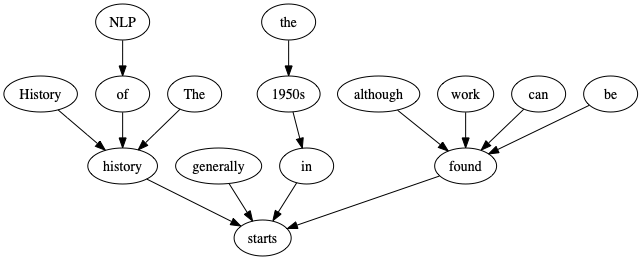 NLP the
History of The 1950s although work can be
history generally in found
starts